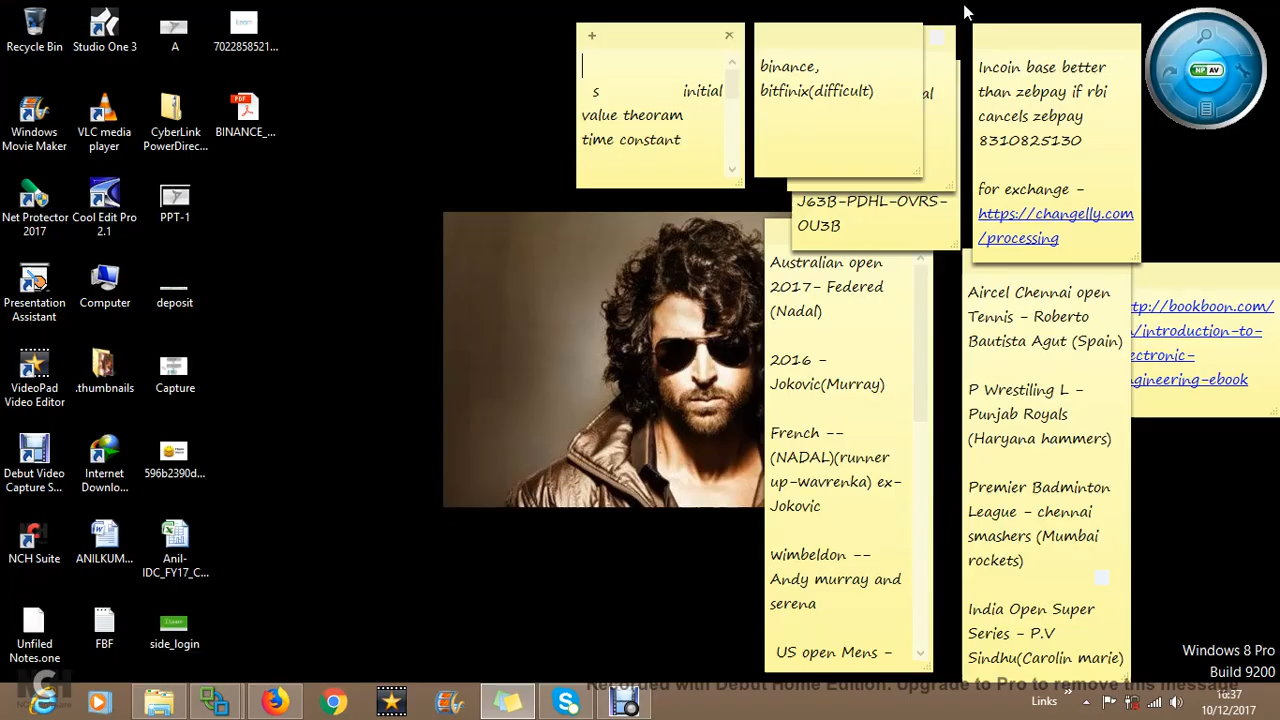 Recycle Bin
Studio One 3
A
7022858521...
Windows
Movie Maker
VLC media
player
CyberLink
PowerDirec...
BINANCE_...
Net Protector
2017
Cool Edit Pro
2.1
PPT-1
Presentation
Assistant
Computer
deposit
VideoPad
Video Editor
.thumbnails
Capture
Debut Video
Capture S...
Internet
Downlo...
596b2390d...
NCH Suite
ANILKUM...
Anil-
IDC_FY17_C...
Unfiled
Notes.one
FBF
side_login
s initial
value theoram
time constant
binance,
bitfinix(difficult)
al
J63B-PDHL-OVRS-
OU3B
Incoin base better
than zebpay if rbi
cancels zebpay
8310825130
for exchange -
https://changelly.com
/processing
NP AV
Australian open
2017- Federed
(Nadal)
2016 -
Jokovic(Murray)
French --
(NADAL)(runner
up-Wavrenka) ex-
Jokovic
Wimbeldon --
Andy murray and
serena
US open Mens -
Aircel Chennai open
Tennis - Roberto
Bautista Agut (Spain)
P Wrestiling L -
Punjab Royals
(Haryana hammers)
Premier Badminton
League - chennai
smashers (Mumbai
rockets)
India Open Super
Series - P.V
Sindhu(Carolin marie)
tp://bookboon.com/
/introduction-to-
ectronic-
ngineering-ebook
Windows 8 Pro
Build 9200
Recorded with Debut Home Edition. Upgrade to Pro to remove this message
NCH
Links
16:37
10/12/2017